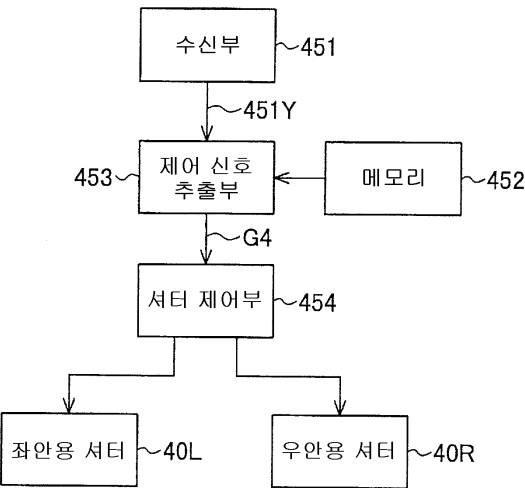 수신부
451
451Y
제어 신호
추출부
453
메모리
452
G4
셔터 제어부
454
좌안용 셔터
40L
우안용 셔터
40R